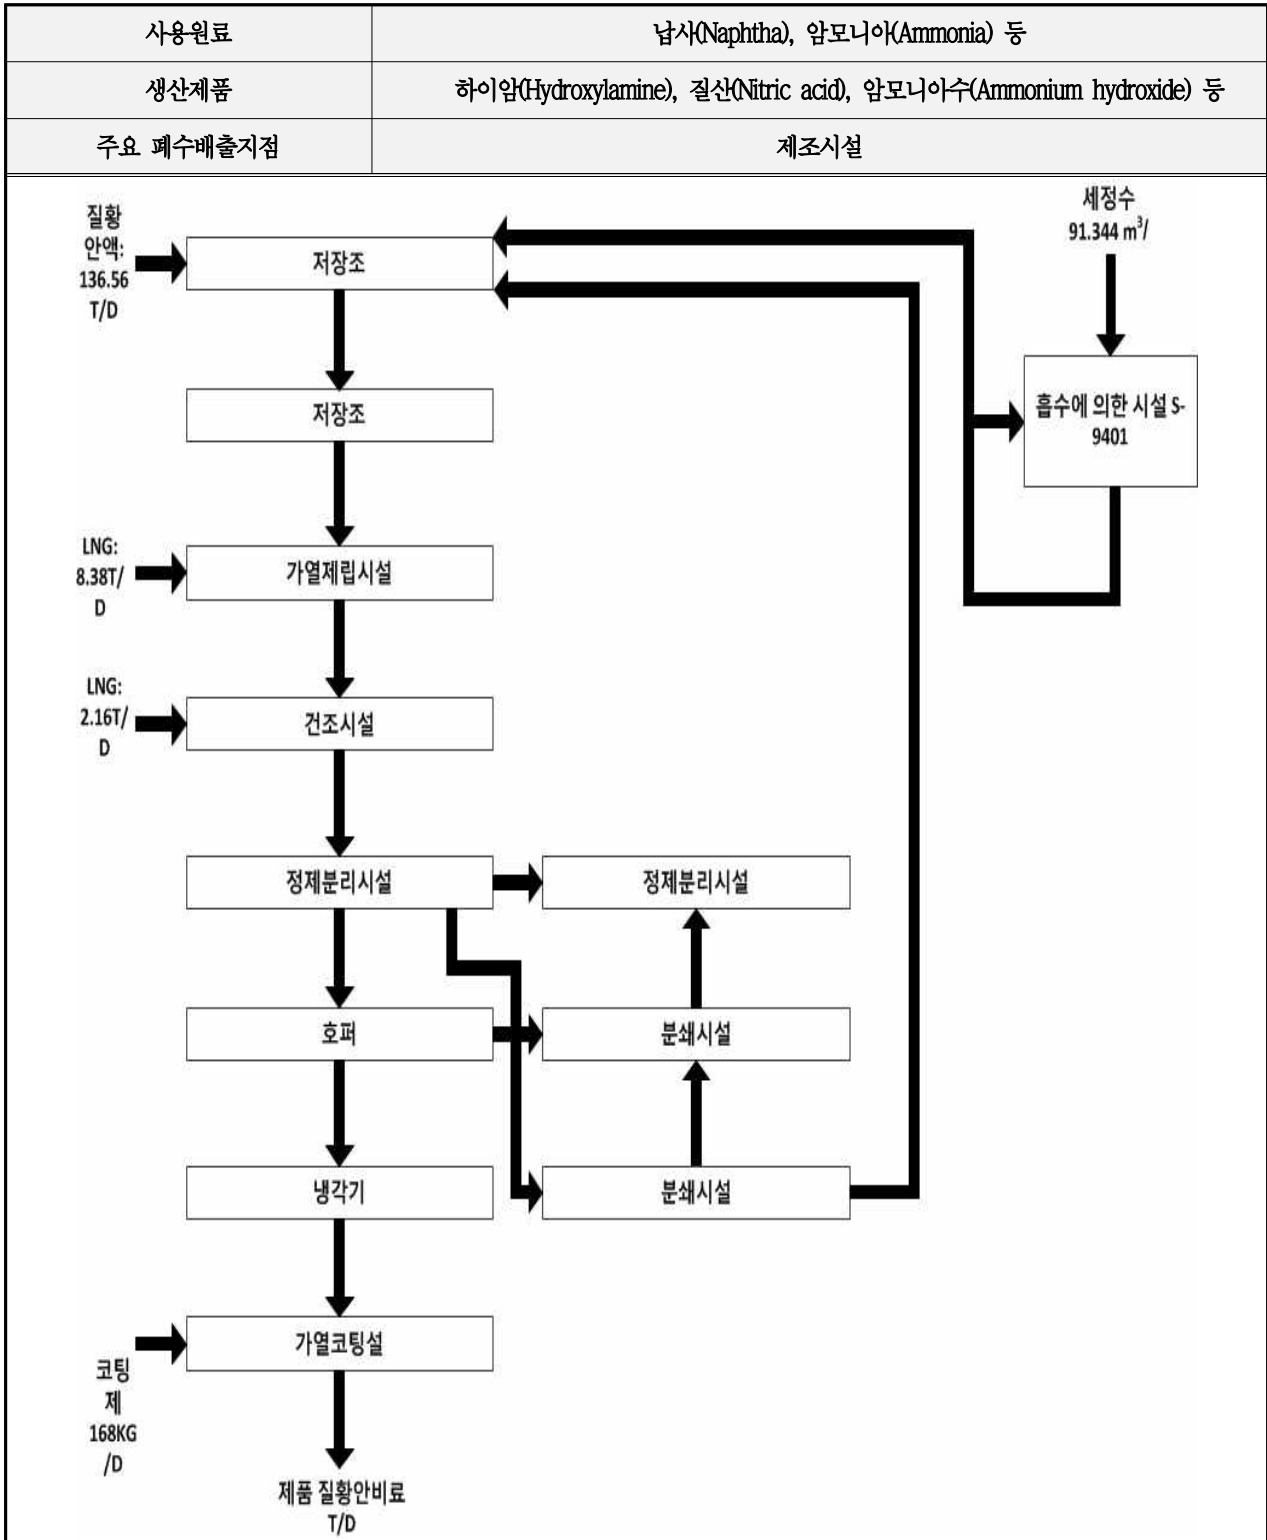 사용원료
납사(Naphtha), 암모니아(Ammonia) 등
생산제품
하이암(Hydroxylamine), 질산(Nitric acid), 암모니아수(Ammonium hydroxide) 등
주요 폐수배출지점
제조시설
질황
안액:
136.56
T/D
저장조
세정수
91.344 m³/
저장조
흡수에 의한 시설 S-
9401
LNG:
8.38T/
D
가열제립시설
LNG:
2.16T/
D
건조시설
정제분리시설
정제분리시설
호퍼
분쇄시설
냉각기
분쇄시설
가열코팅설
코팅
제
168KG
/D
제품 질황안비료
T/D